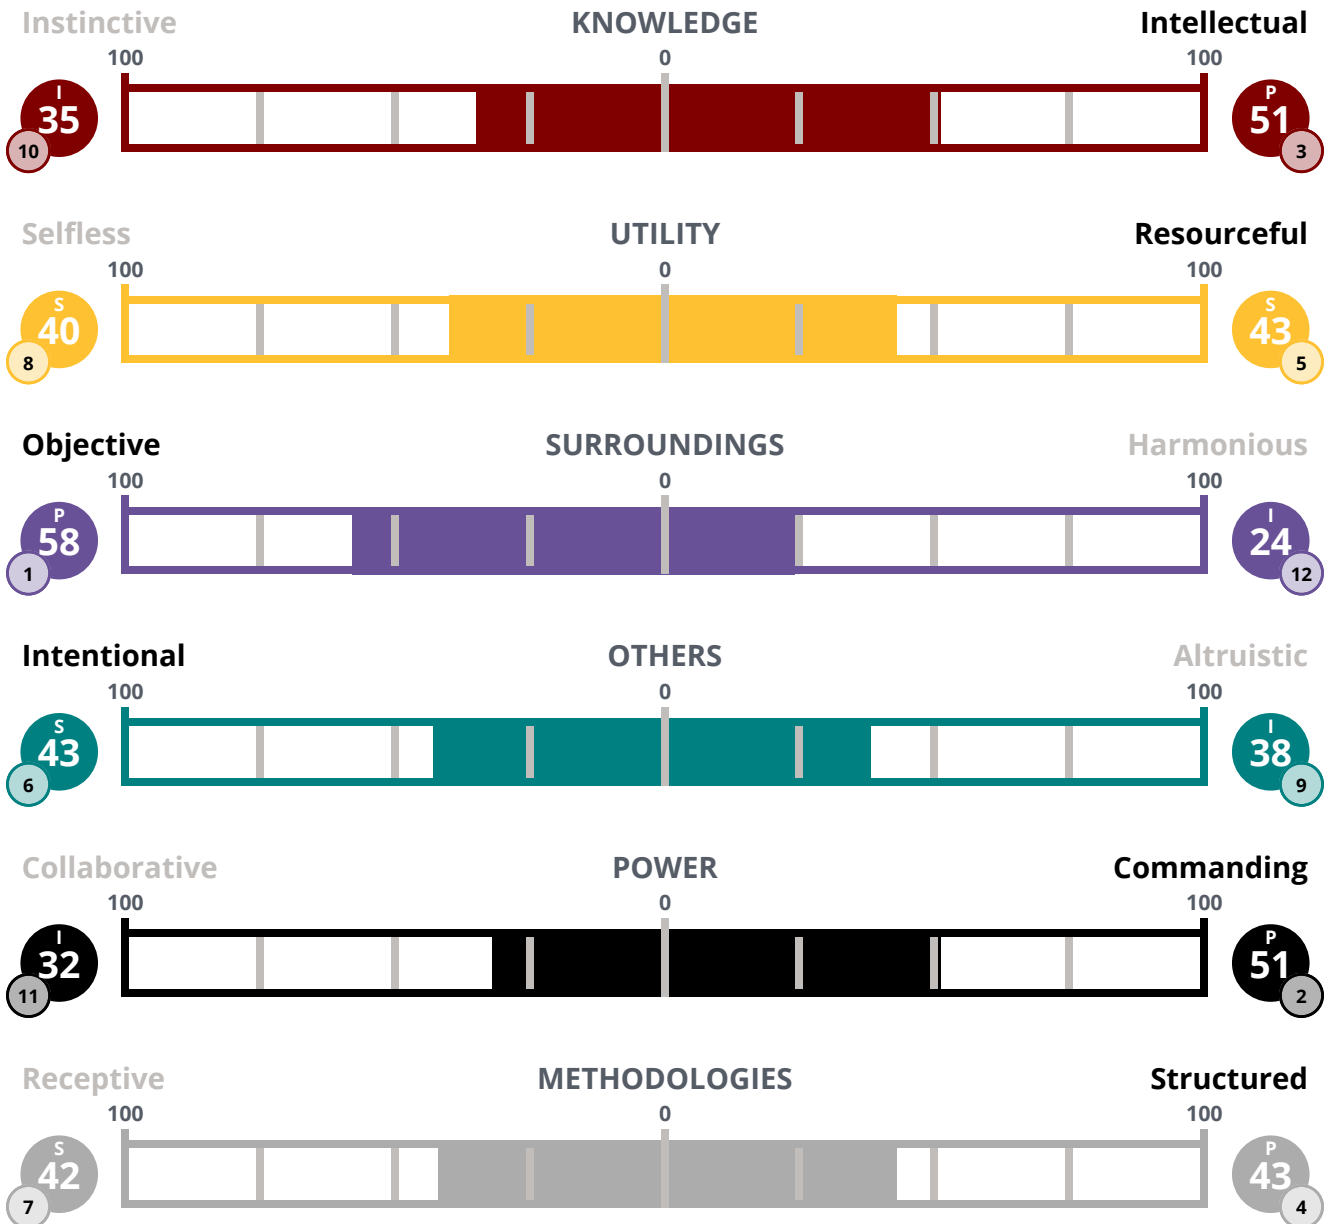 Instinctive KNOWLEDGE Intellectual
100 0 100
I P
35 51
10 3
Selfless UTILITY Resourceful
100 0 100
S S
40 43
8 5
Objective SURROUNDINGS Harmonious
100 0 100
P I
58 24
1 12
Intentional OTHERS Altruistic
100 0 100
S I
43 38
6 9
Collaborative POWER Commanding
100 0 100
I P
32 51
11 2
Receptive METHODOLOGIES Structured
100 0 100
S P
42 43
7 4